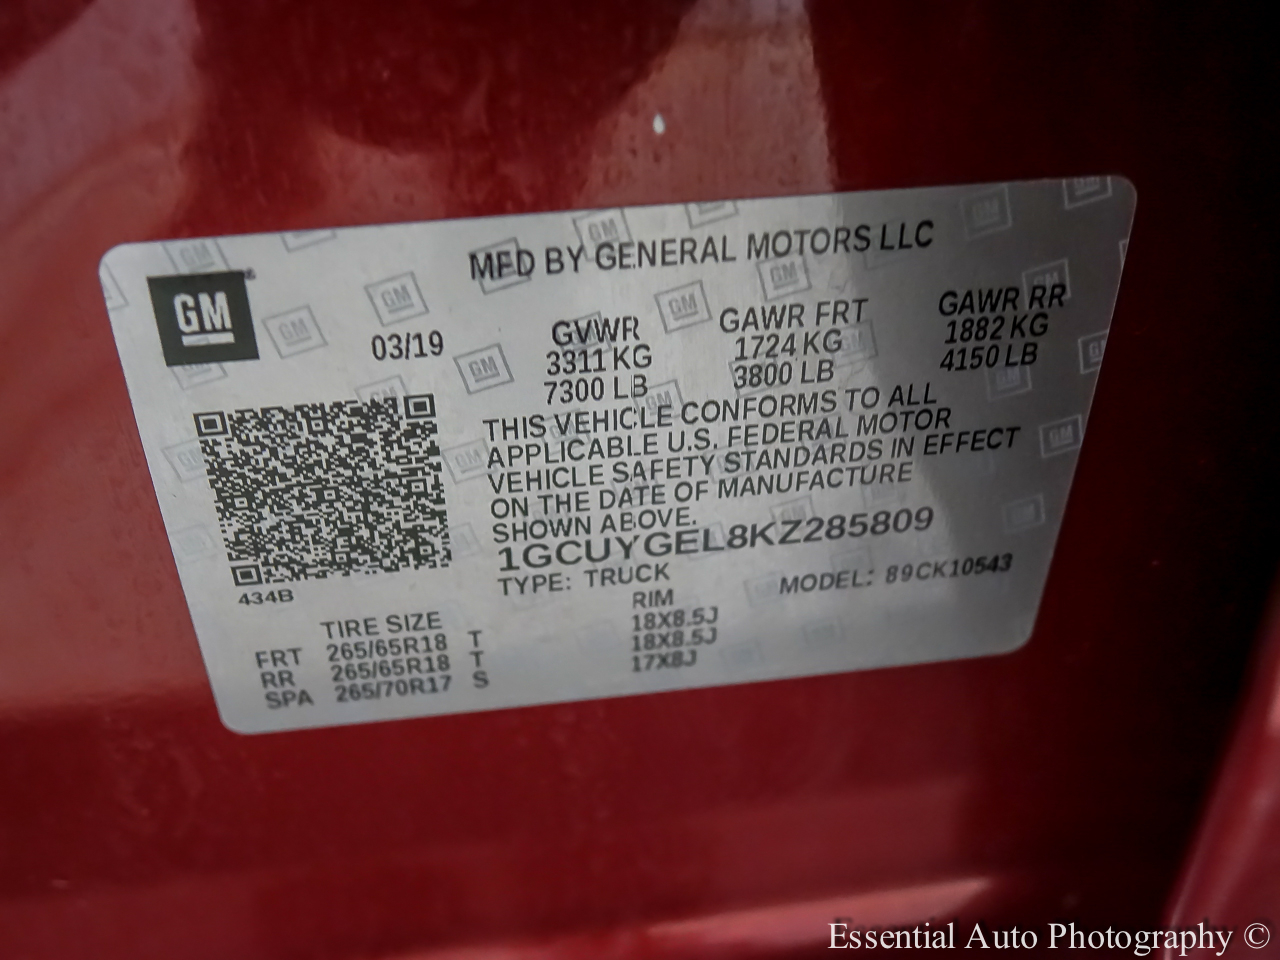 MFD BY GENERAL MOTORS LLC
GM
03/19
GVWR
3311 KG
7300 LB
GAWR FRT
1724 KG
3800 LB
GAWR RR
1882 KG
4150 LB
THIS VEHICLE CONFORMS TO ALL
APPLICABLE U.S. FEDERAL MOTOR
VEHICLE SAFETY STANDARDS IN EFFECT
ON THE DATE OF MANUFACTURE
SHOWN ABOVE.
1GCUYGEL8KZ285809
TYPE: TRUCK
MODEL: 89CK10543
434B
TIRE SIZE RIM
FRT 265/65R18 T 18X8.5J
RR 265/65R18 T 18X8.5J
SPA 265/70R17 S 17X8J
Essential Auto Photography ©